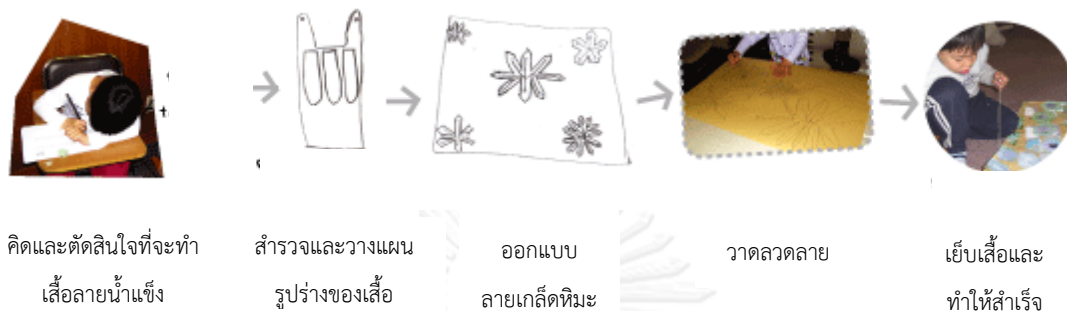 คิดและตัดสินใจที่จะทำ
เสื้อลายน้ำแข็ง
สำรวจและวางแผน
รูปร่างของเสื้อ
ออกแบบ
ลายเกล็ดหิมะ
วาดลวดลาย
เย็บเสื้อและ
ทำให้สำเร็จ